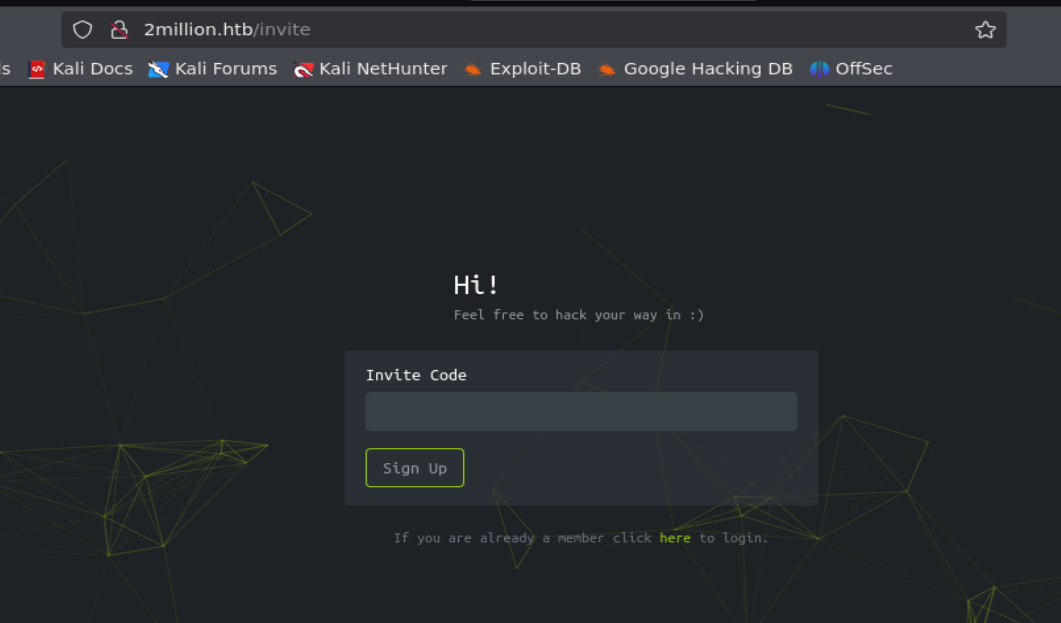 2million.htb/invite
s Kali Docs Kali Forums Kali NetHunter Exploit-DB Google Hacking DB OffSec
Hi!
Feel free to hack your way in :)
Invite Code
Sign Up
If you are already a member click here to login.